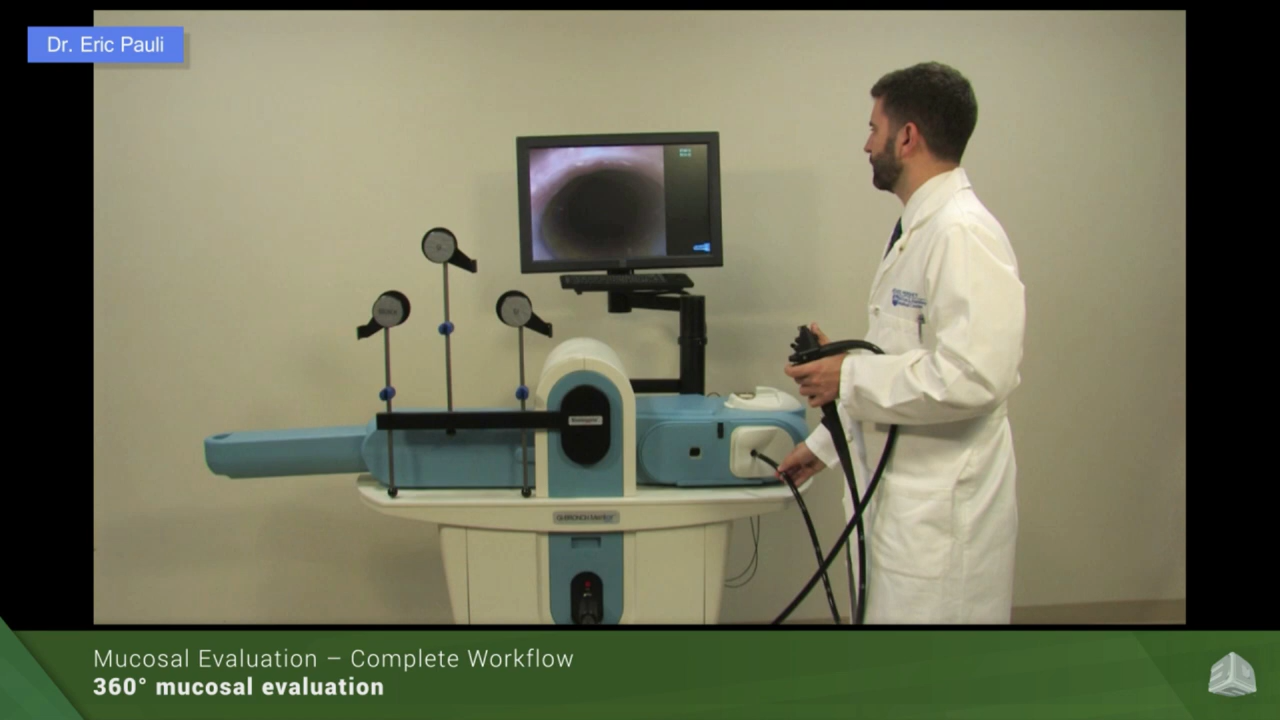 Dr. Eric Pauli
Mucosal Evaluation – Complete Workflow
360° mucosal evaluation